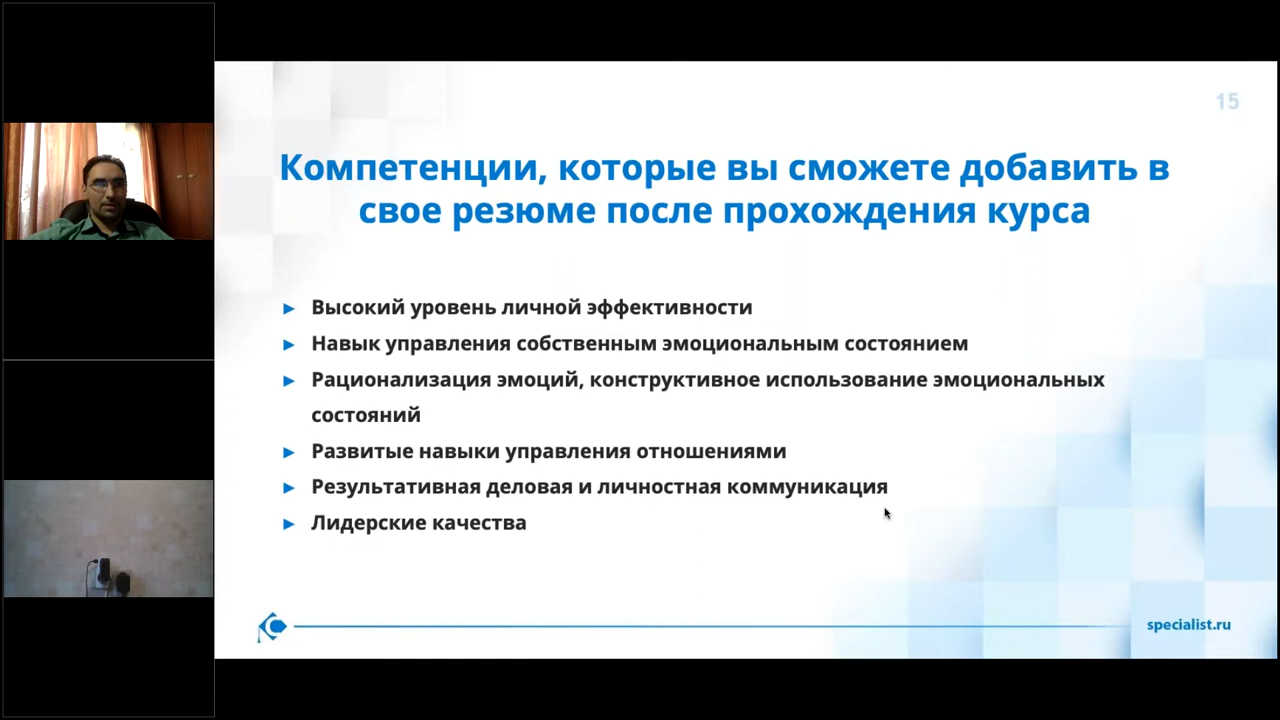 15
Компетенции, которые вы сможете добавить в
свое резюме после прохождения курса
Высокий уровень личной эффективности
Навык управления собственным эмоциональным состоянием
Рационализация эмоций, конструктивное использование эмоциональных
состояний
Развитые навыки управления отношениями
Результативная деловая и личностная коммуникация
Лидерские качества
specialist.ru